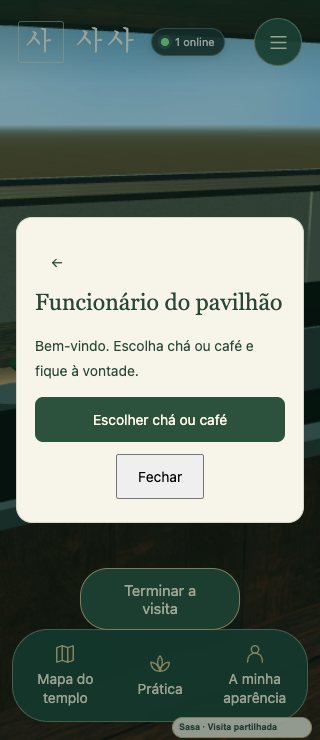 사 사사
1 online
Funcionário do pavilhão
Bem-vindo. Escolha chá ou café e
fique à vontade.
Escolher chá ou café
Fechar
Terminar a
visita
Mapa do
templo
Prática
A minha
aparência
Sasa · Visita partilhada